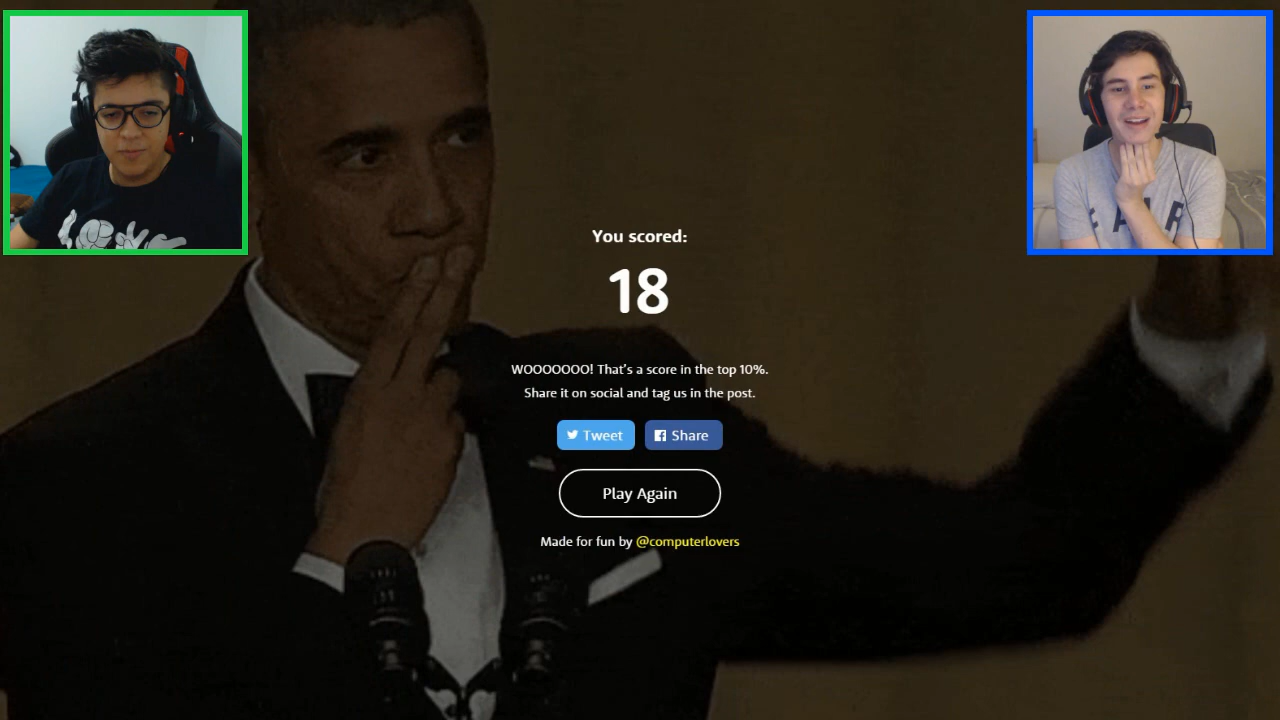 You scored:
18
WOOOOOOO! That's a score in the top 10%.
Share it on social and tag us in the post.
Tweet
Share
Play Again
Made for fun by @computerlovers